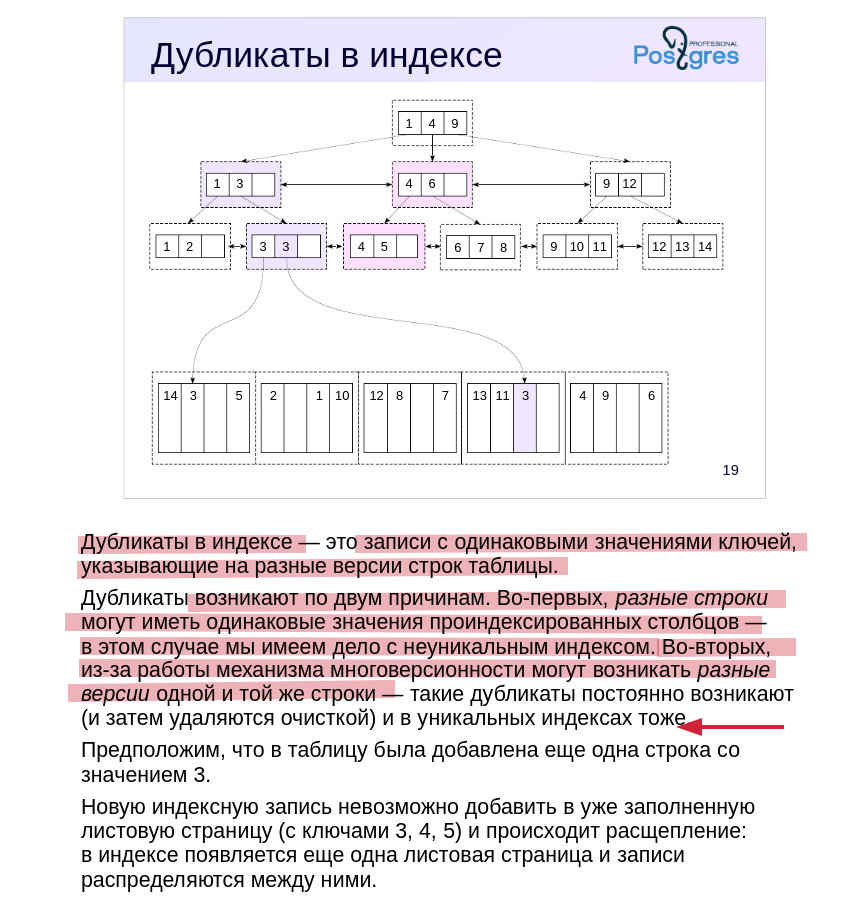 Дубликаты в индексе
PROFESSIONAL
Postgres
1 4 9
1 3
4 6
9 12
1 2
3 3
4 5
6 7 8
9 10 11
12 13 14
14 3 5
2 1 10
12 8 7
13 11 3
4 9 6
19
Дубликаты в индексе — это записи с одинаковыми значениями ключей,
указывающие на разные версии строк таблицы.
Дубликаты возникают по двум причинам. Во-первых, разные строки
могут иметь одинаковые значения проиндексированных столбцов —
в этом случае мы имеем дело с неуникальным индексом. Во-вторых,
из-за работы механизма многоверсионности могут возникать разные
версии одной и той же строки — такие дубликаты постоянно возникают
(и затем удаляются очисткой) и в уникальных индексах тоже.
Предположим, что в таблицу была добавлена еще одна строка со
значением 3.
Новую индексную запись невозможно добавить в уже заполненную
листовую страницу (с ключами 3, 4, 5) и происходит расщепление:
в индексе появляется еще одна листовая страница и записи
распределяются между ними.